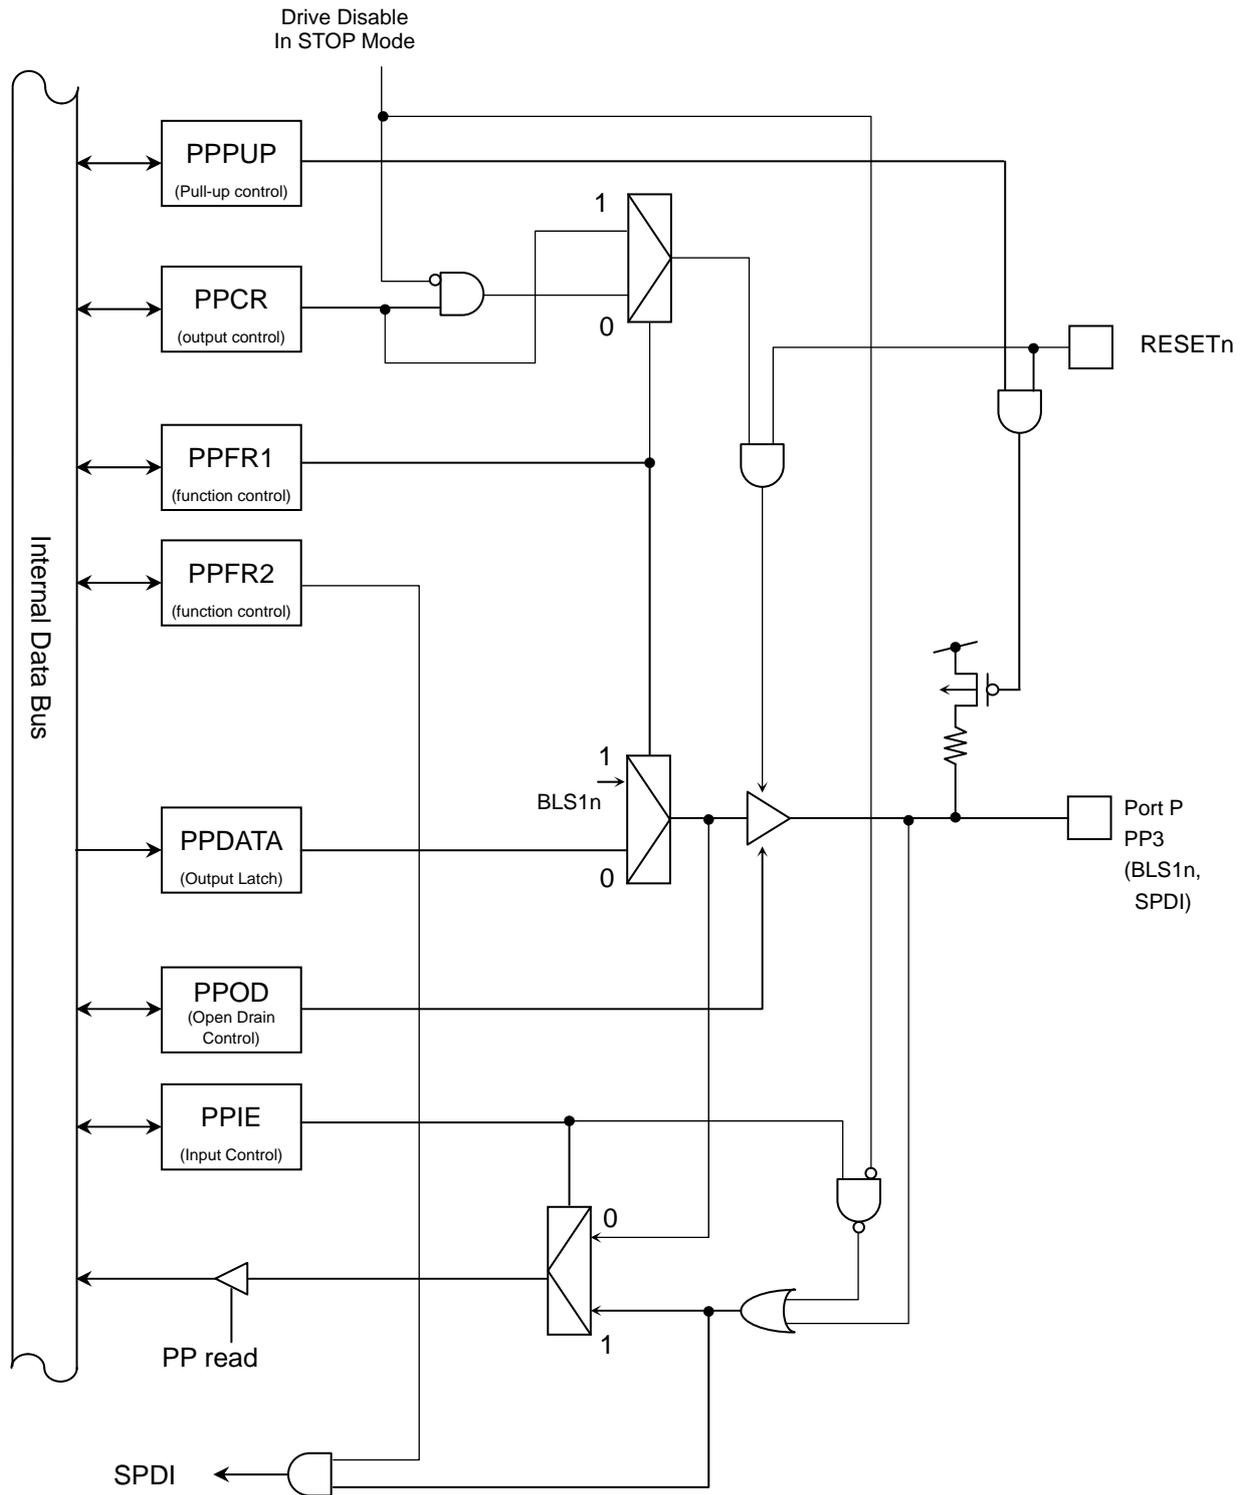 Drive Disable
In STOP Mode
PPPUP
(Pull-up control)
1
PPCR
(output control)
0
RESETn
PPFR1
(function control)
Internal Data Bus
PPFR2
(function control)
1
BLS1n
PPDATA
(Output Latch)
0
Port P
PP3
(BLS1n,
SPDI)
PPOD
(Open Drain
Control)
PPIE
(Input Control)
0
1
PP read
SPDI